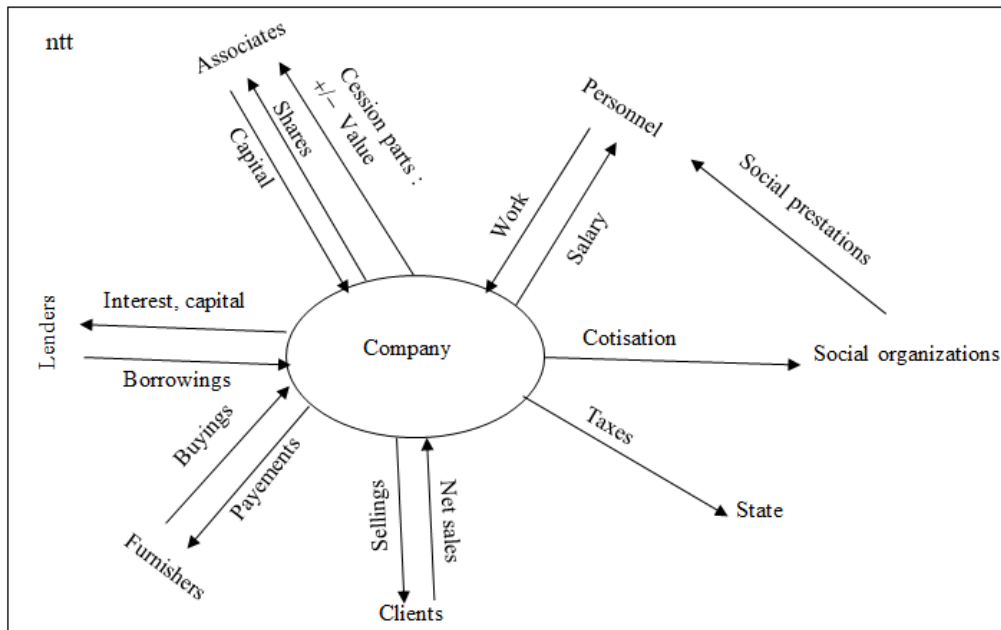 ntt
Associates
Cession parts :
+/− Value
Shares
Capital
Personnel
Work
Salary
Social prestations
Interest, capital
Lenders
Borrowings
Company
Cotisation
Social organizations
Buyings
Payements
Furnishers
Sellings
Net sales
Clients
Taxes
State